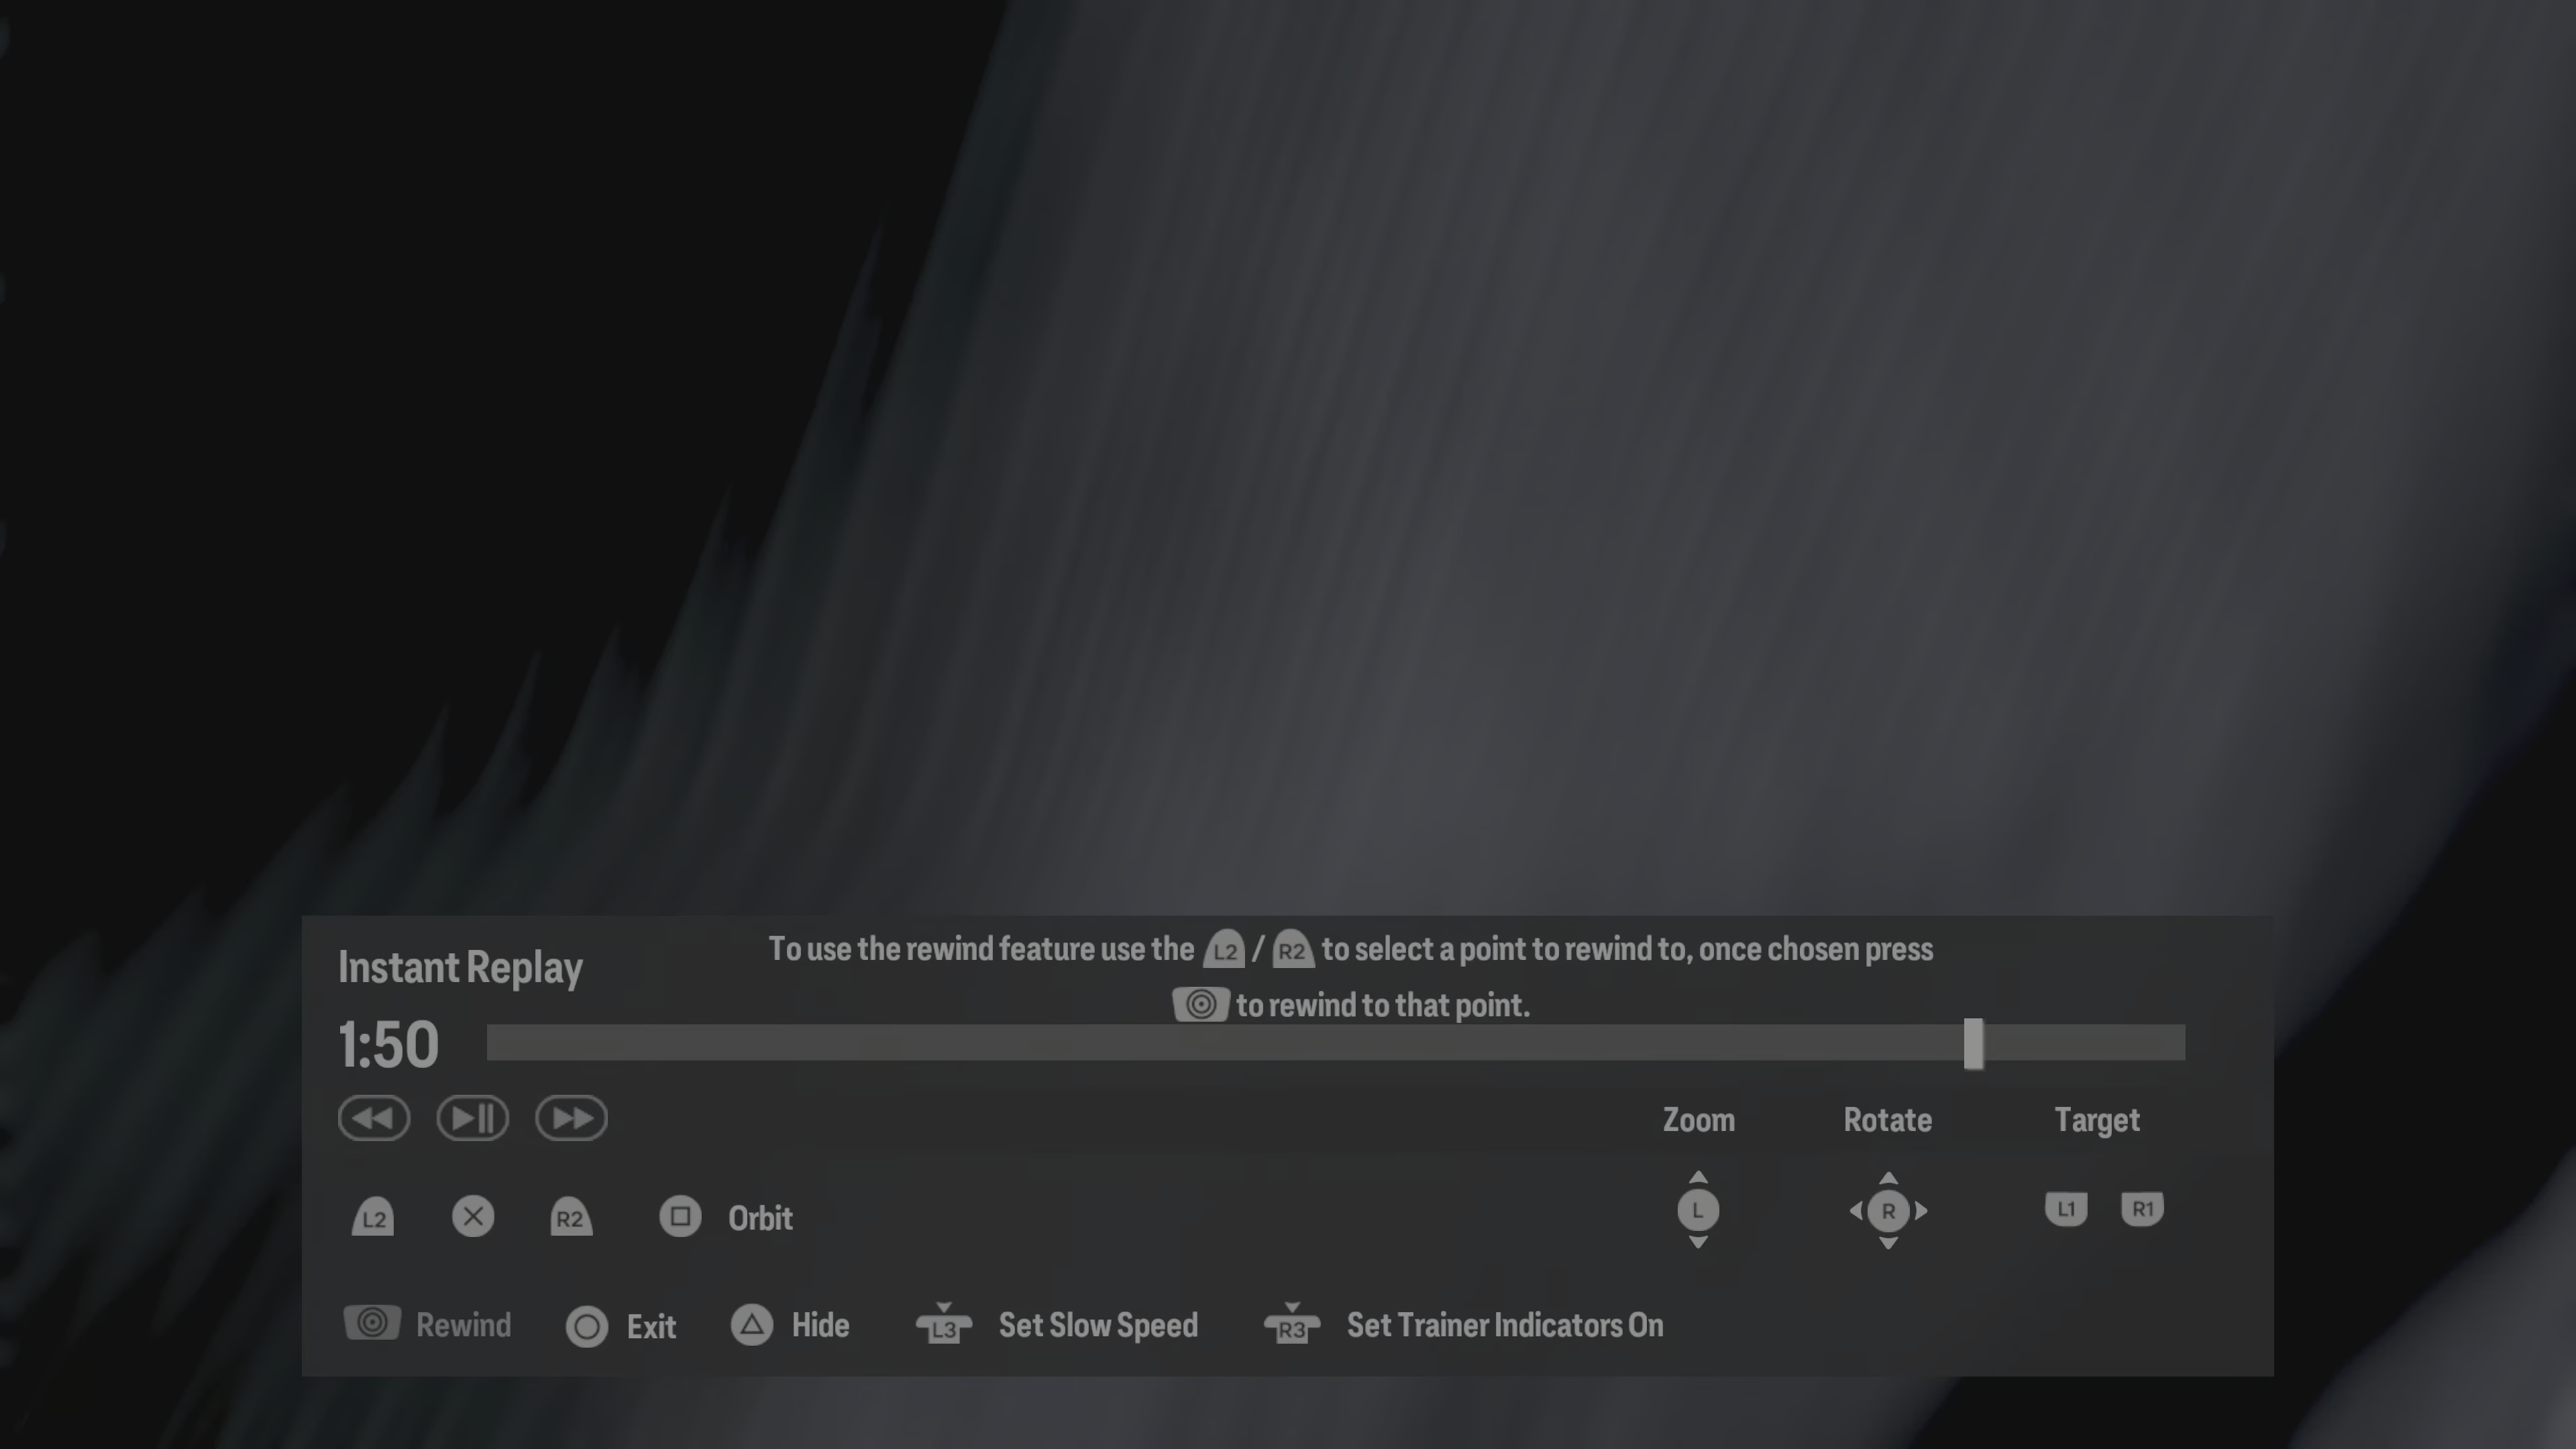 Instant Replay
To use the rewind feature use the L2 / R2 to select a point to rewind to, once chosen press
to rewind to that point.
1:50
Zoom Rotate Target
L2 R2 Orbit L R L1 R1
Rewind Exit Hide L3 Set Slow Speed R3 Set Trainer Indicators On